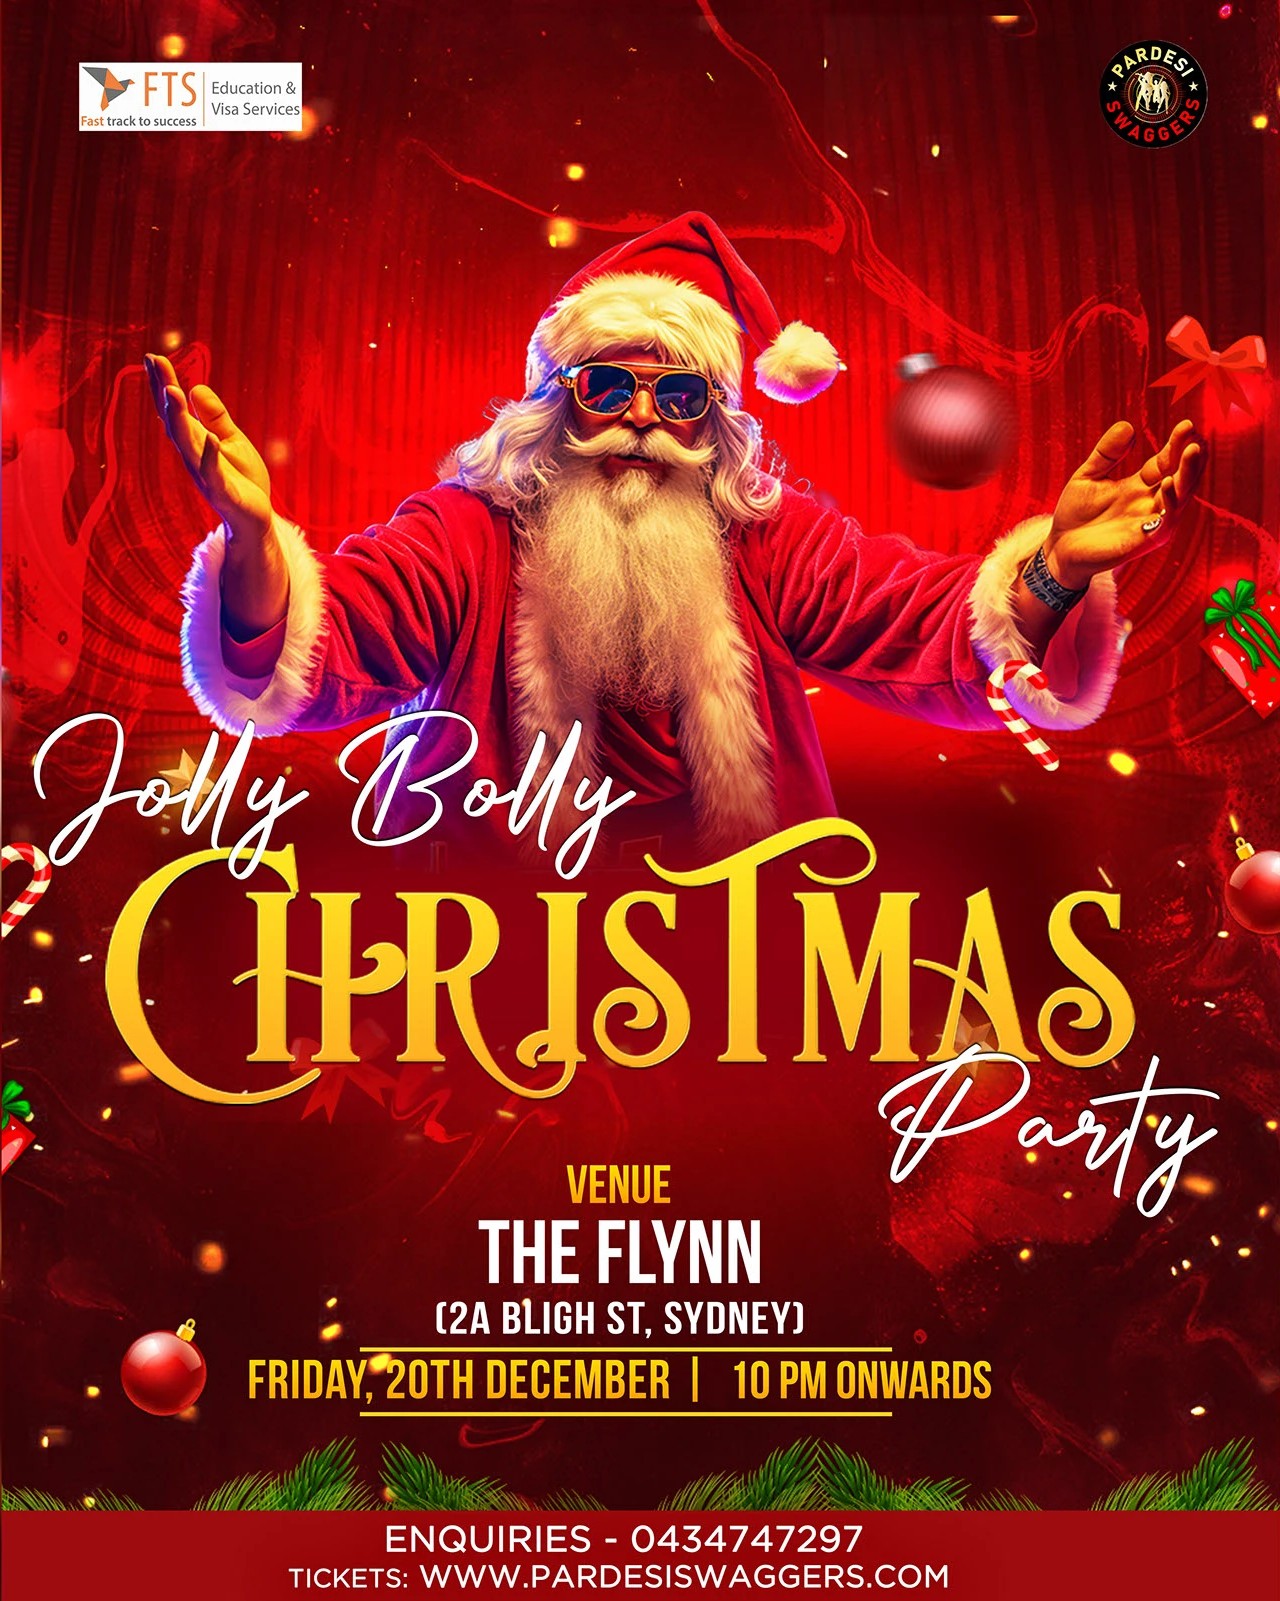 FTS
Education &
Visa Services
Fast track to success
PARDESI
SWAGGERS
Jolly Bolly
CHRISTMAS
Party
VENUE
THE FLYNN
(2A BLIGH ST, SYDNEY)
FRIDAY, 20TH DECEMBER | 10 PM ONWARDS
ENQUIRIES - 0434747297
TICKETS: WWW.PARDESISWAGGERS.COM